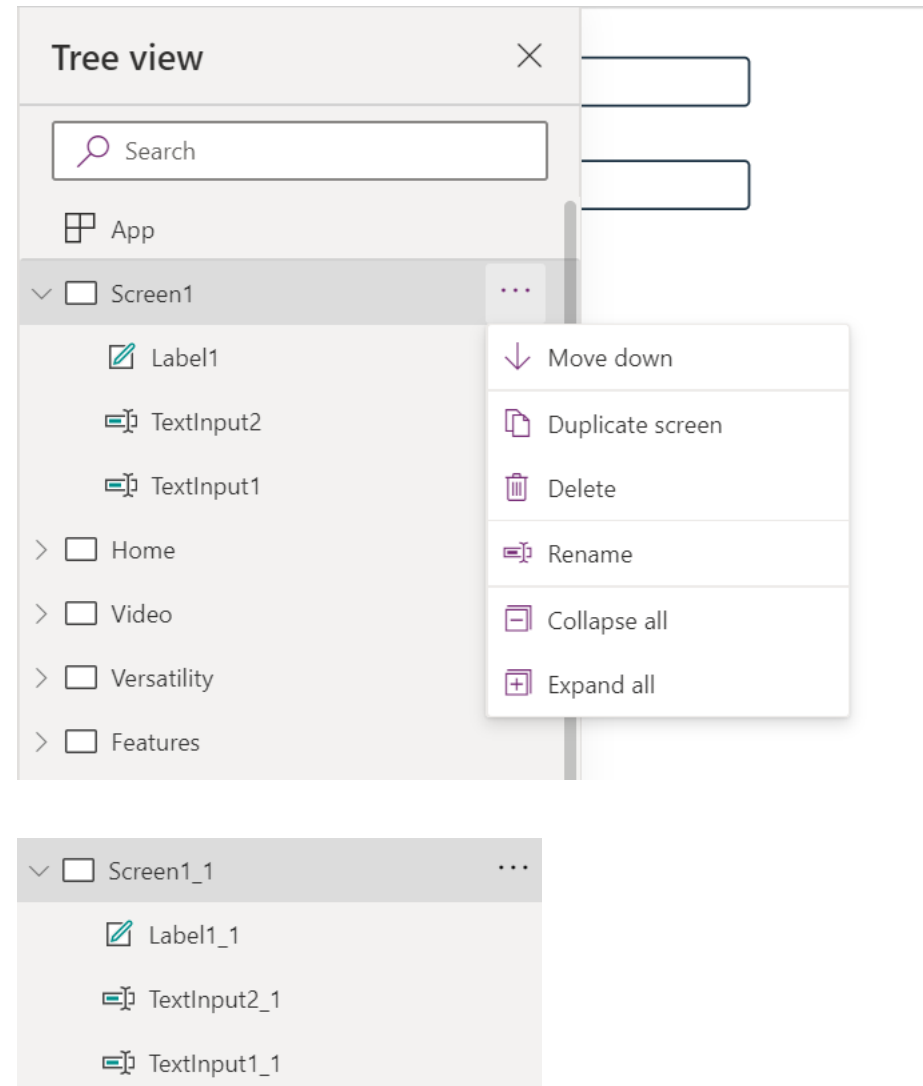 Tree view
Search
App
Screen1
Label1
TextInput2
TextInput1
Home
Video
Versatility
Features
Move down
Duplicate screen
Delete
Rename
Collapse all
Expand all
Screen1_1
Label1_1
TextInput2_1
TextInput1_1